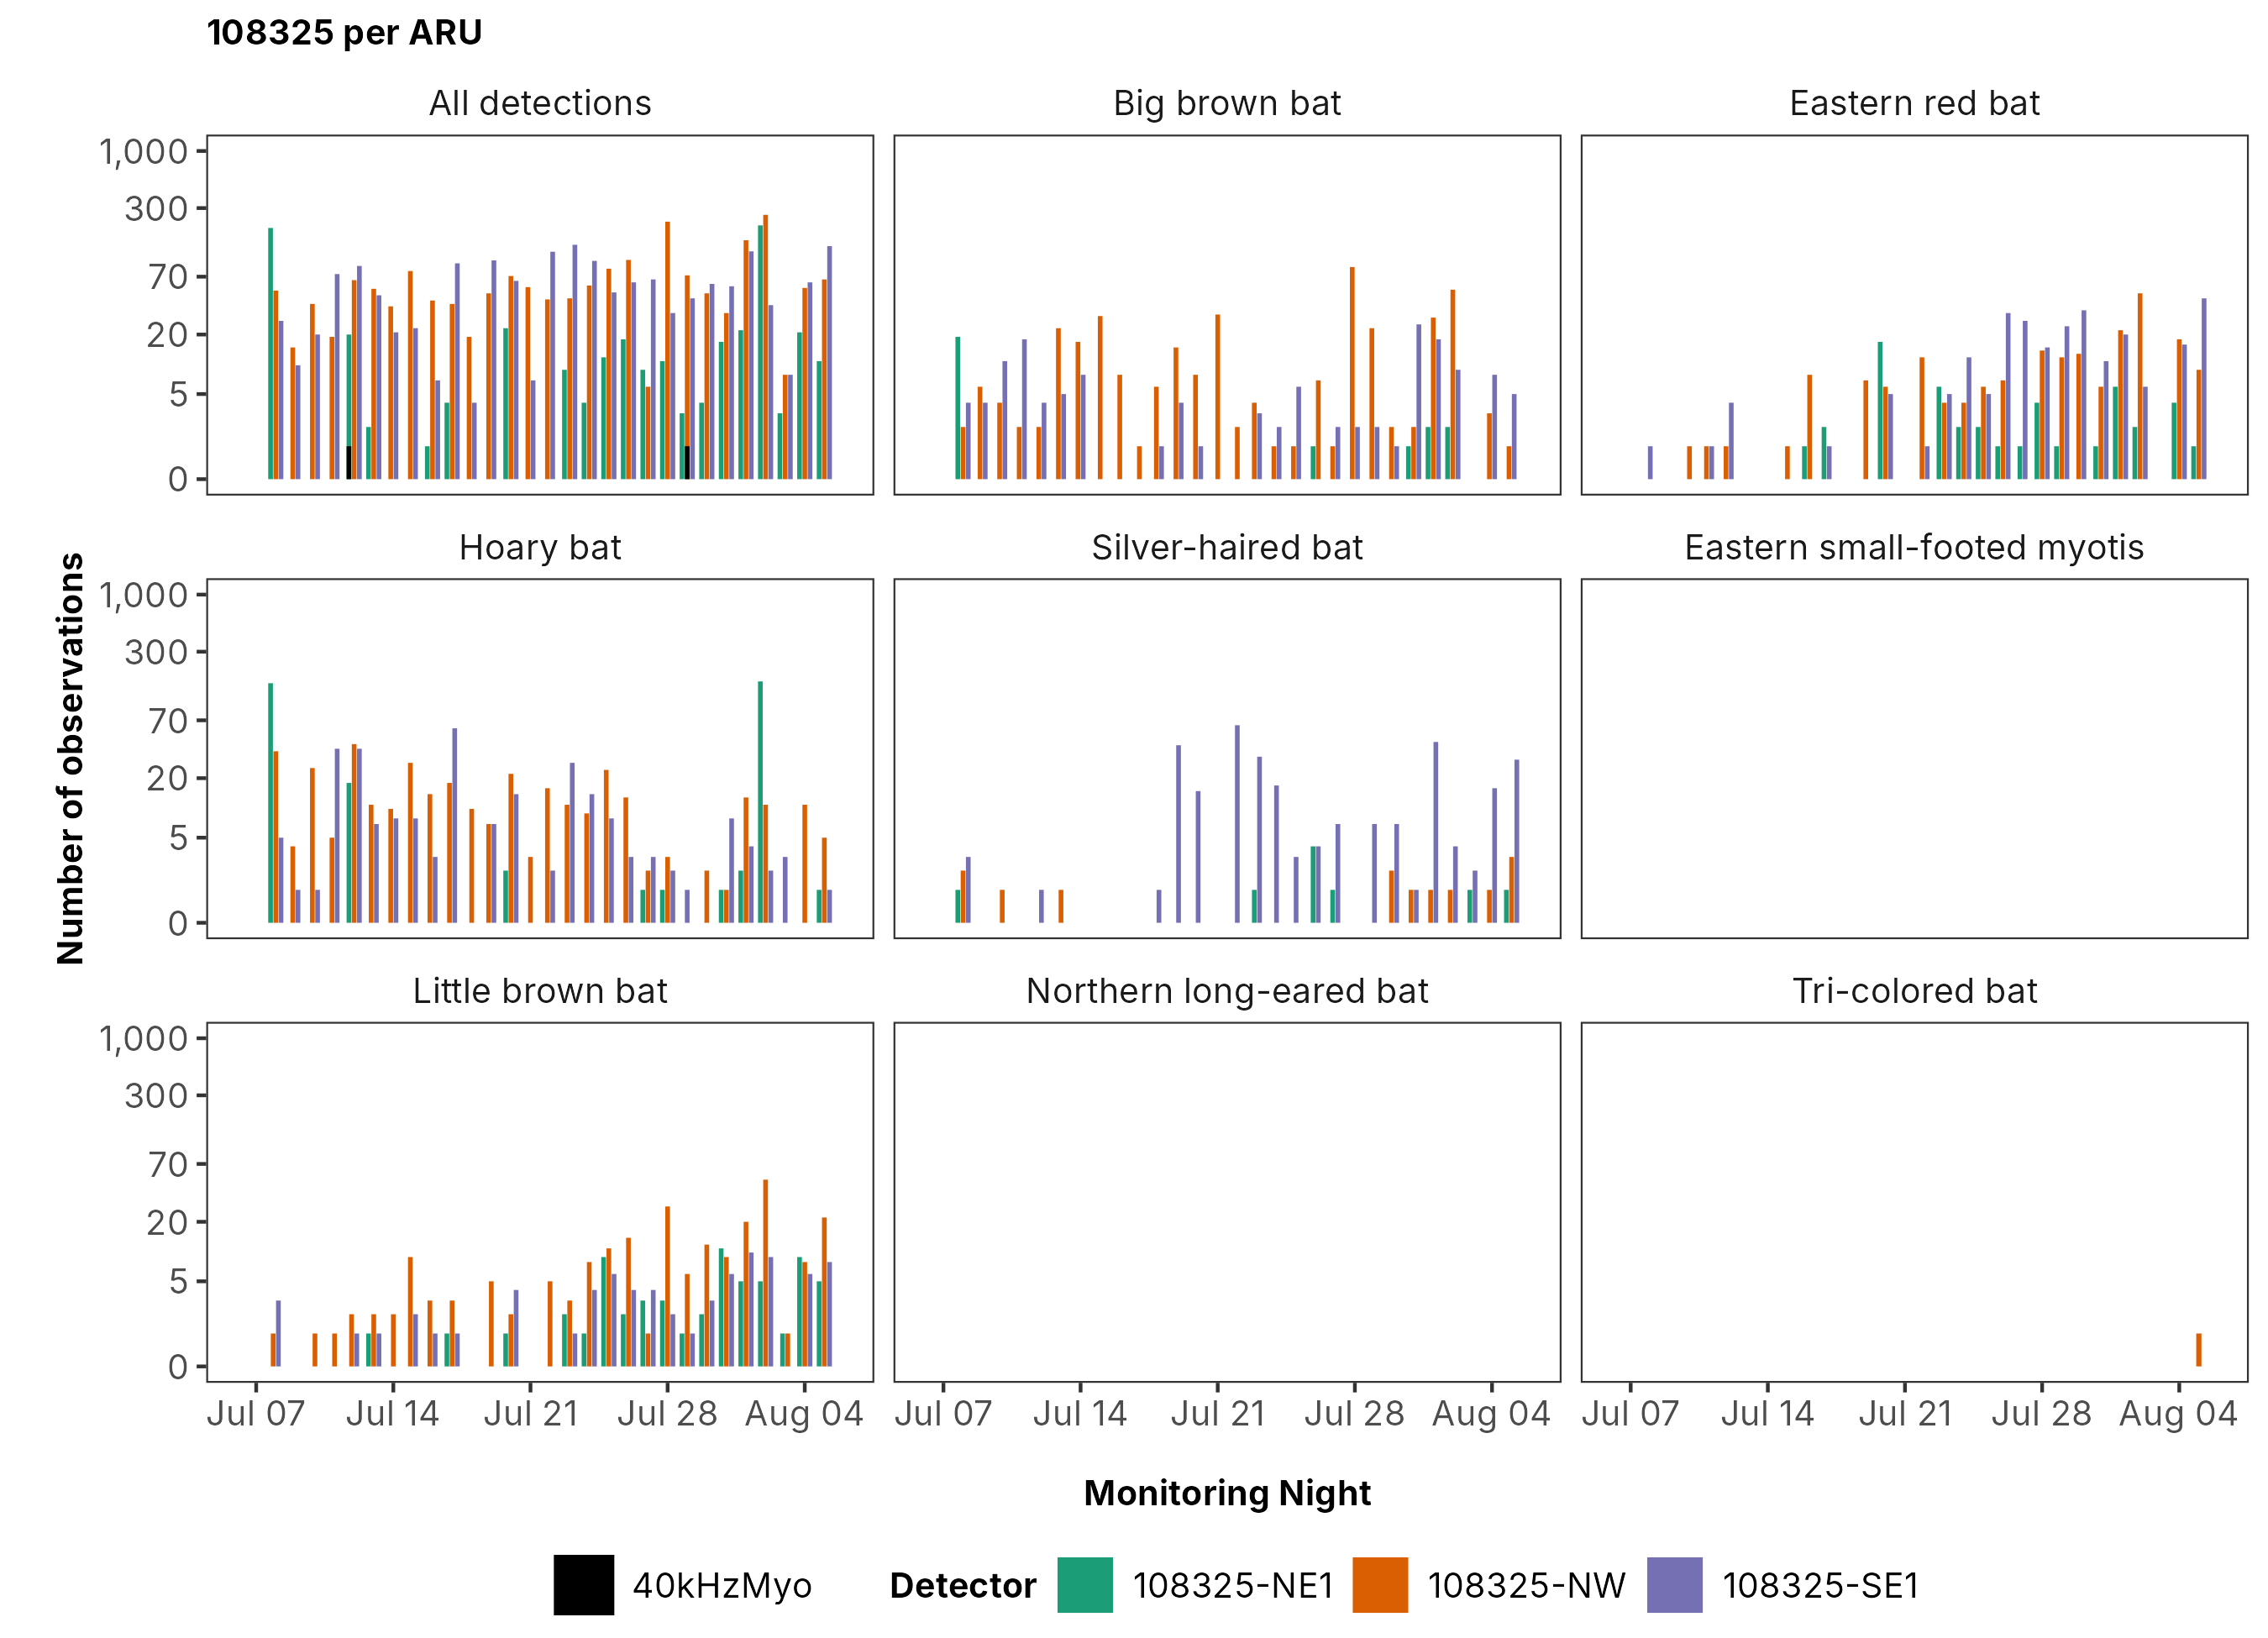 108325 per ARU
All detections
Big brown bat
Eastern red bat
1,000
300
70
20
5
0
Hoary bat
Silver-haired bat
Eastern small-footed myotis
1,000
300
70
20
5
0
Number of observations
Little brown bat
Northern long-eared bat
Tri-colored bat
1,000
300
70
20
5
0
Jul 07 Jul 14 Jul 21 Jul 28 Aug 04
Jul 07 Jul 14 Jul 21 Jul 28 Aug 04
Jul 07 Jul 14 Jul 21 Jul 28 Aug 04
Monitoring Night
40kHzMyo Detector 108325-NE1 108325-NW 108325-SE1